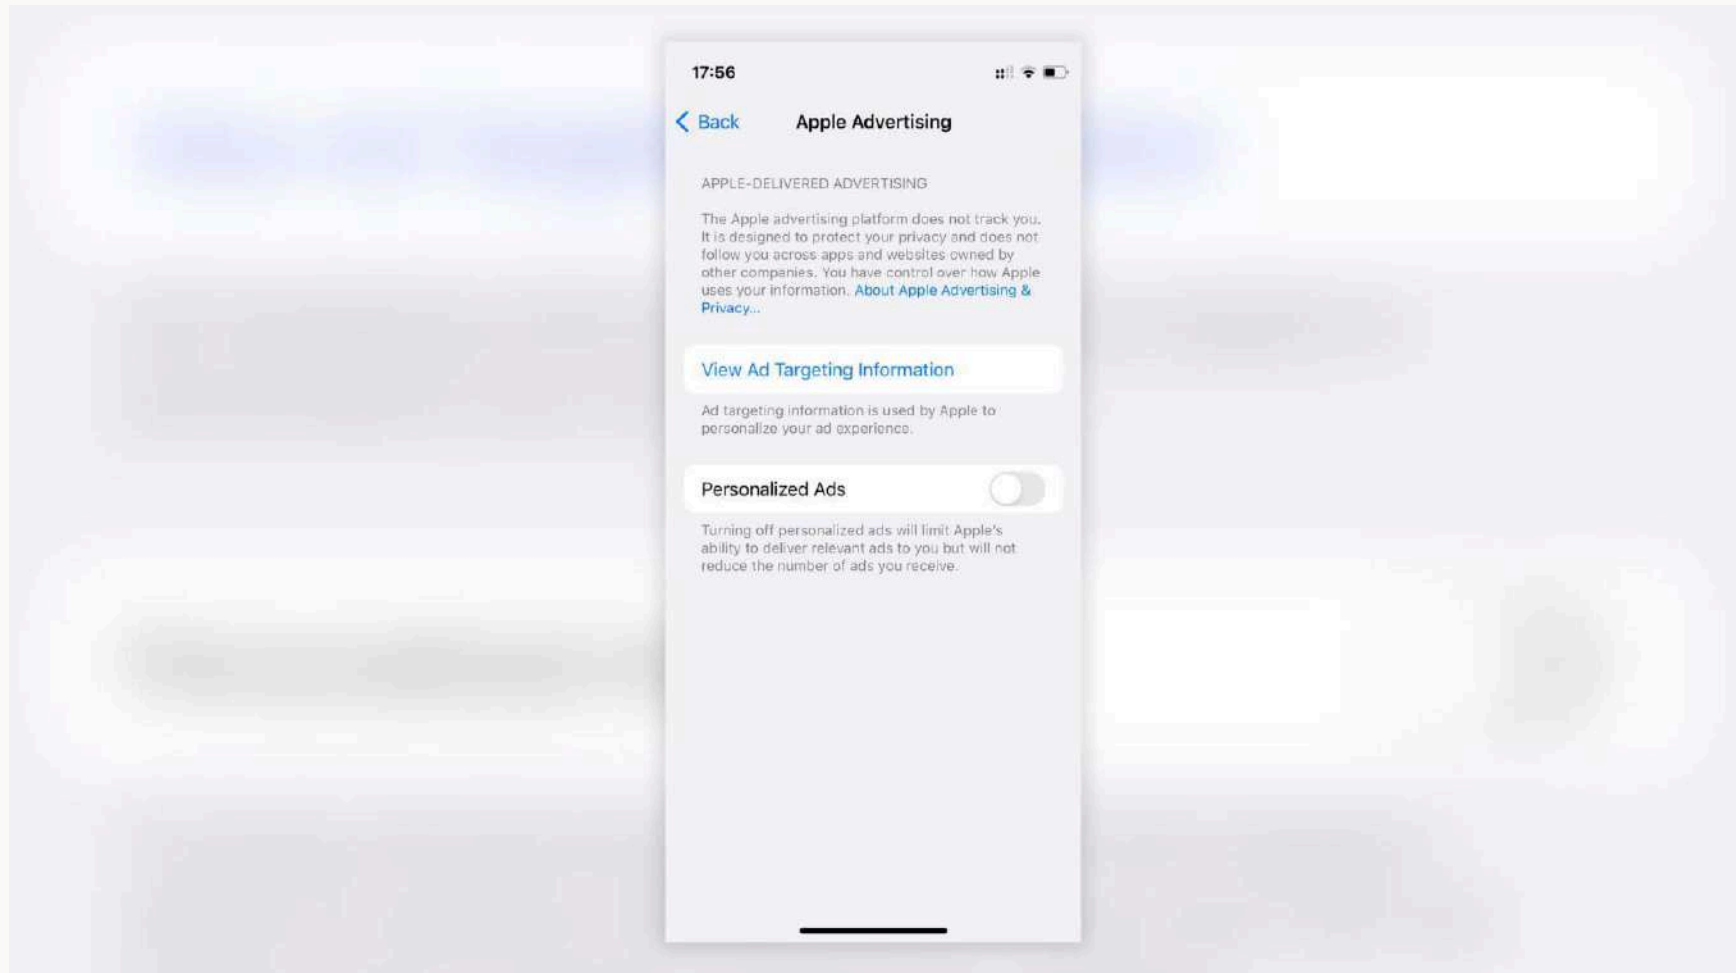 17:56
Back
Apple Advertising
APPLE-DELIVERED ADVERTISING
The Apple advertising platform does not track you.
It is designed to protect your privacy and does not
follow you across apps and websites owned by
other companies. You have control over how Apple
uses your information. About Apple Advertising &
Privacy...
View Ad Targeting Information
Ad targeting information is used by Apple to
personalize your ad experience.
Personalized Ads
Turning off personalized ads will limit Apple's
ability to deliver relevant ads to you but will not
reduce the number of ads you receive.